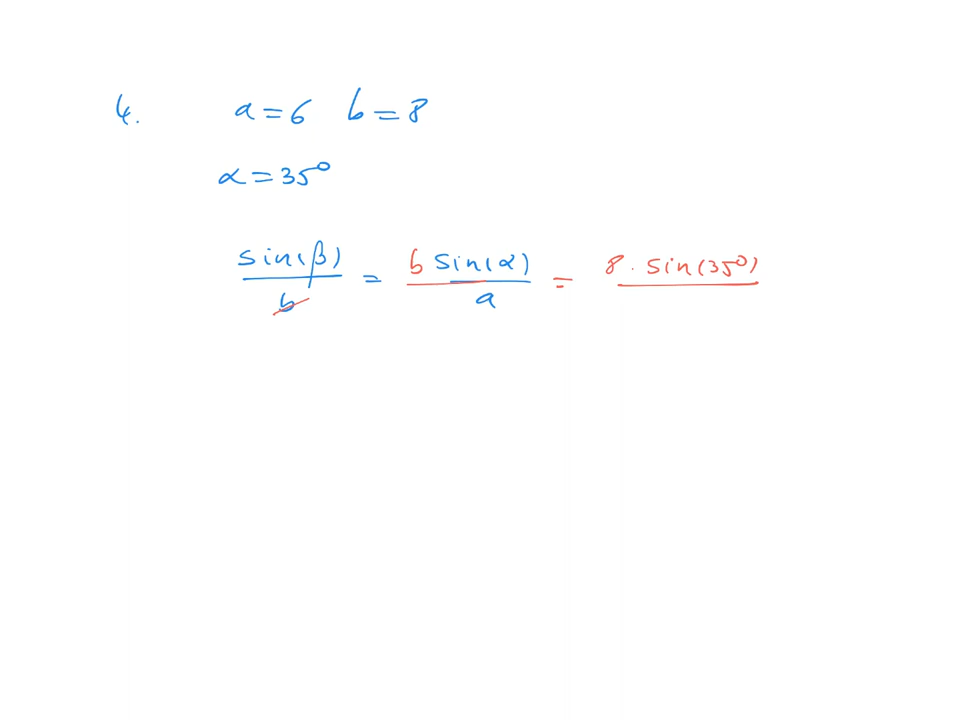 4. a = 6 b = 8
α = 35°
sin(β)/b = b sin(α)/a = 8 · sin(35°)